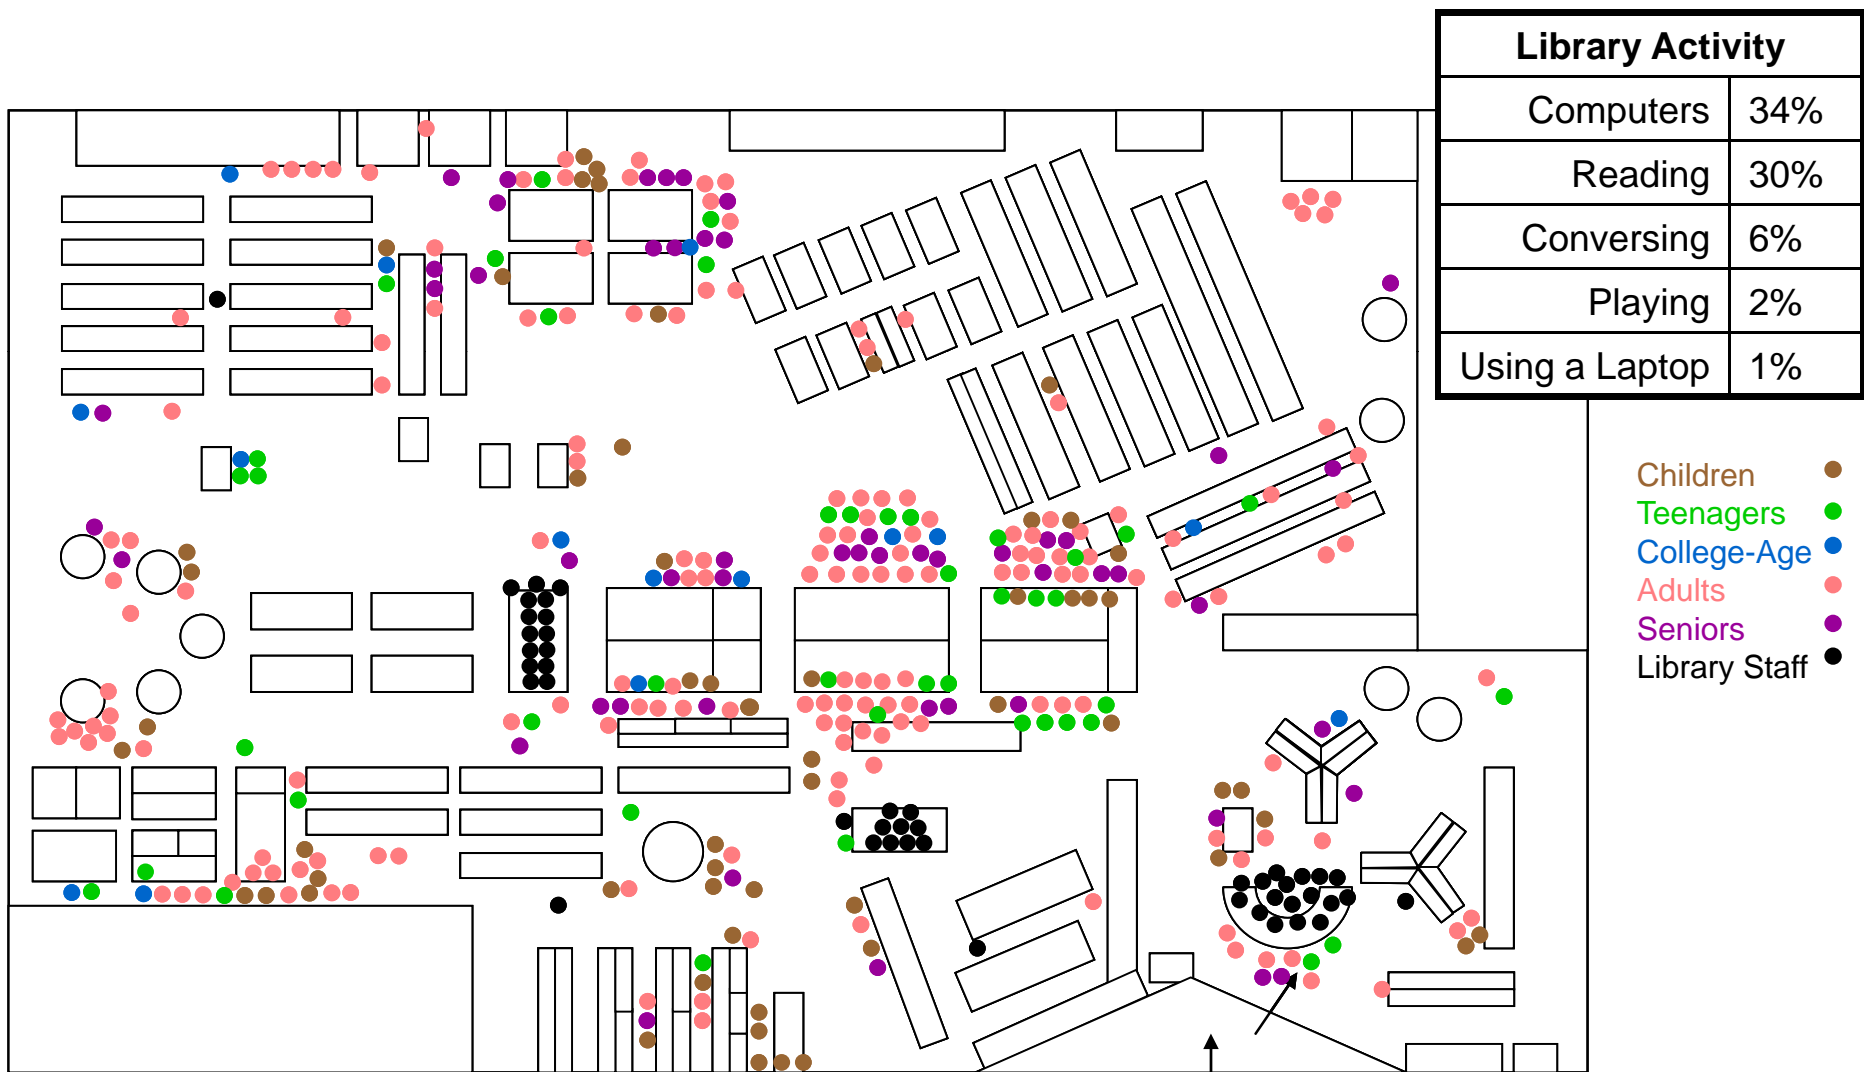 Library Activity
Computers 34%
Reading 30%
Conversing 6%
Playing 2%
Using a Laptop 1%
Children
Teenagers
College-Age
Adults
Seniors
Library Staff